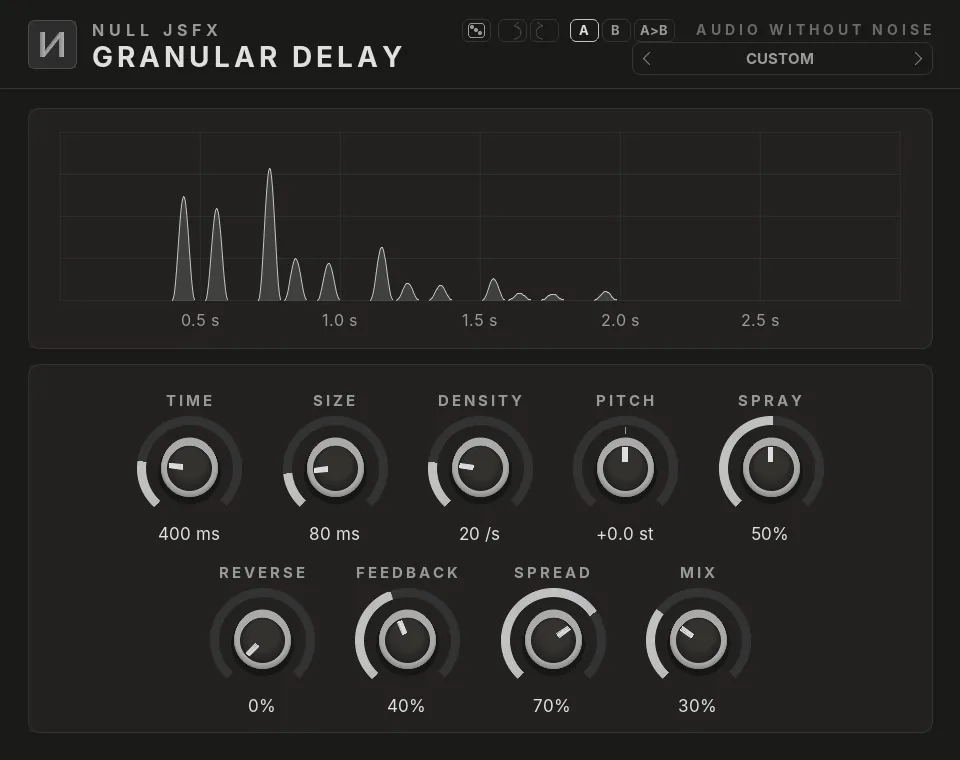 NULL JSFX
GRANULAR DELAY
A B A>B
AUDIO WITHOUT NOISE
CUSTOM
0.5 s 1.0 s 1.5 s 2.0 s 2.5 s
TIME SIZE DENSITY PITCH SPRAY
400 ms 80 ms 20 /s +0.0 st 50%
REVERSE FEEDBACK SPREAD MIX
0% 40% 70% 30%